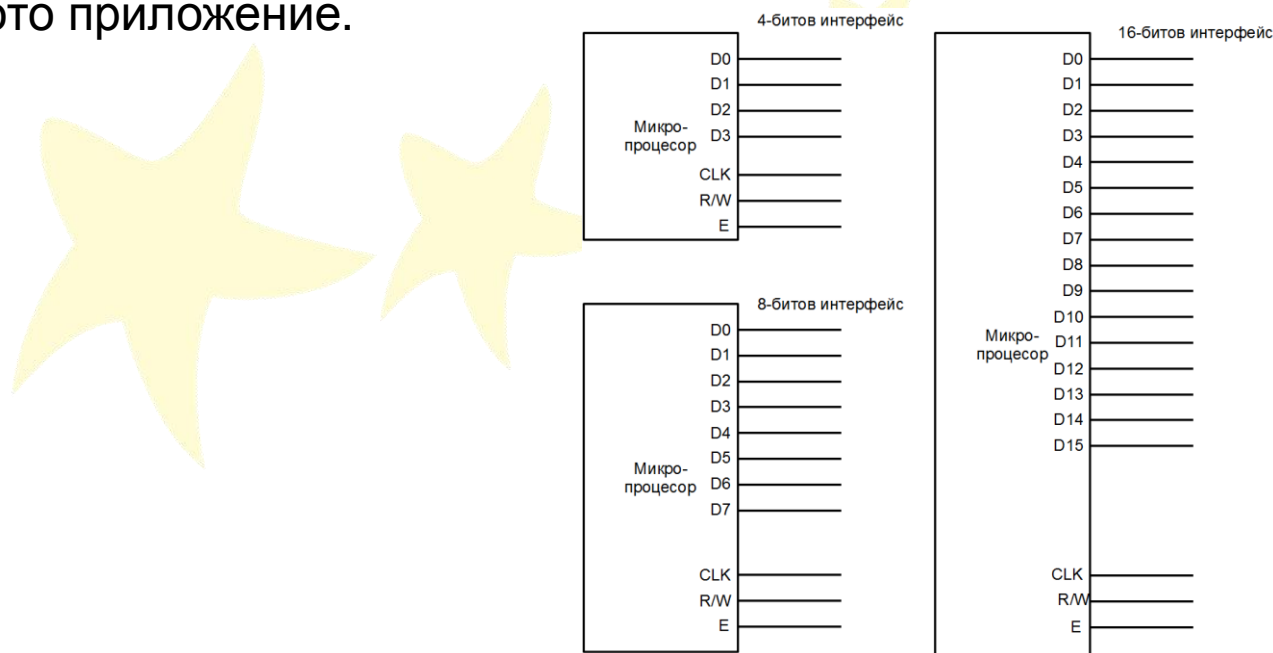 ото приложение.
4-битов интерфейс
D0
D1
D2
D3
Микро-
процесор
CLK
R/W
E
8-битов интерфейс
D0
D1
D2
D3
D4
D5
D6
D7
Микро-
процесор
CLK
R/W
E
16-битов интерфейс
D0
D1
D2
D3
D4
D5
D6
D7
D8
D9
D10
D11
D12
D13
D14
D15
Микро-
процесор
CLK
R/W
E